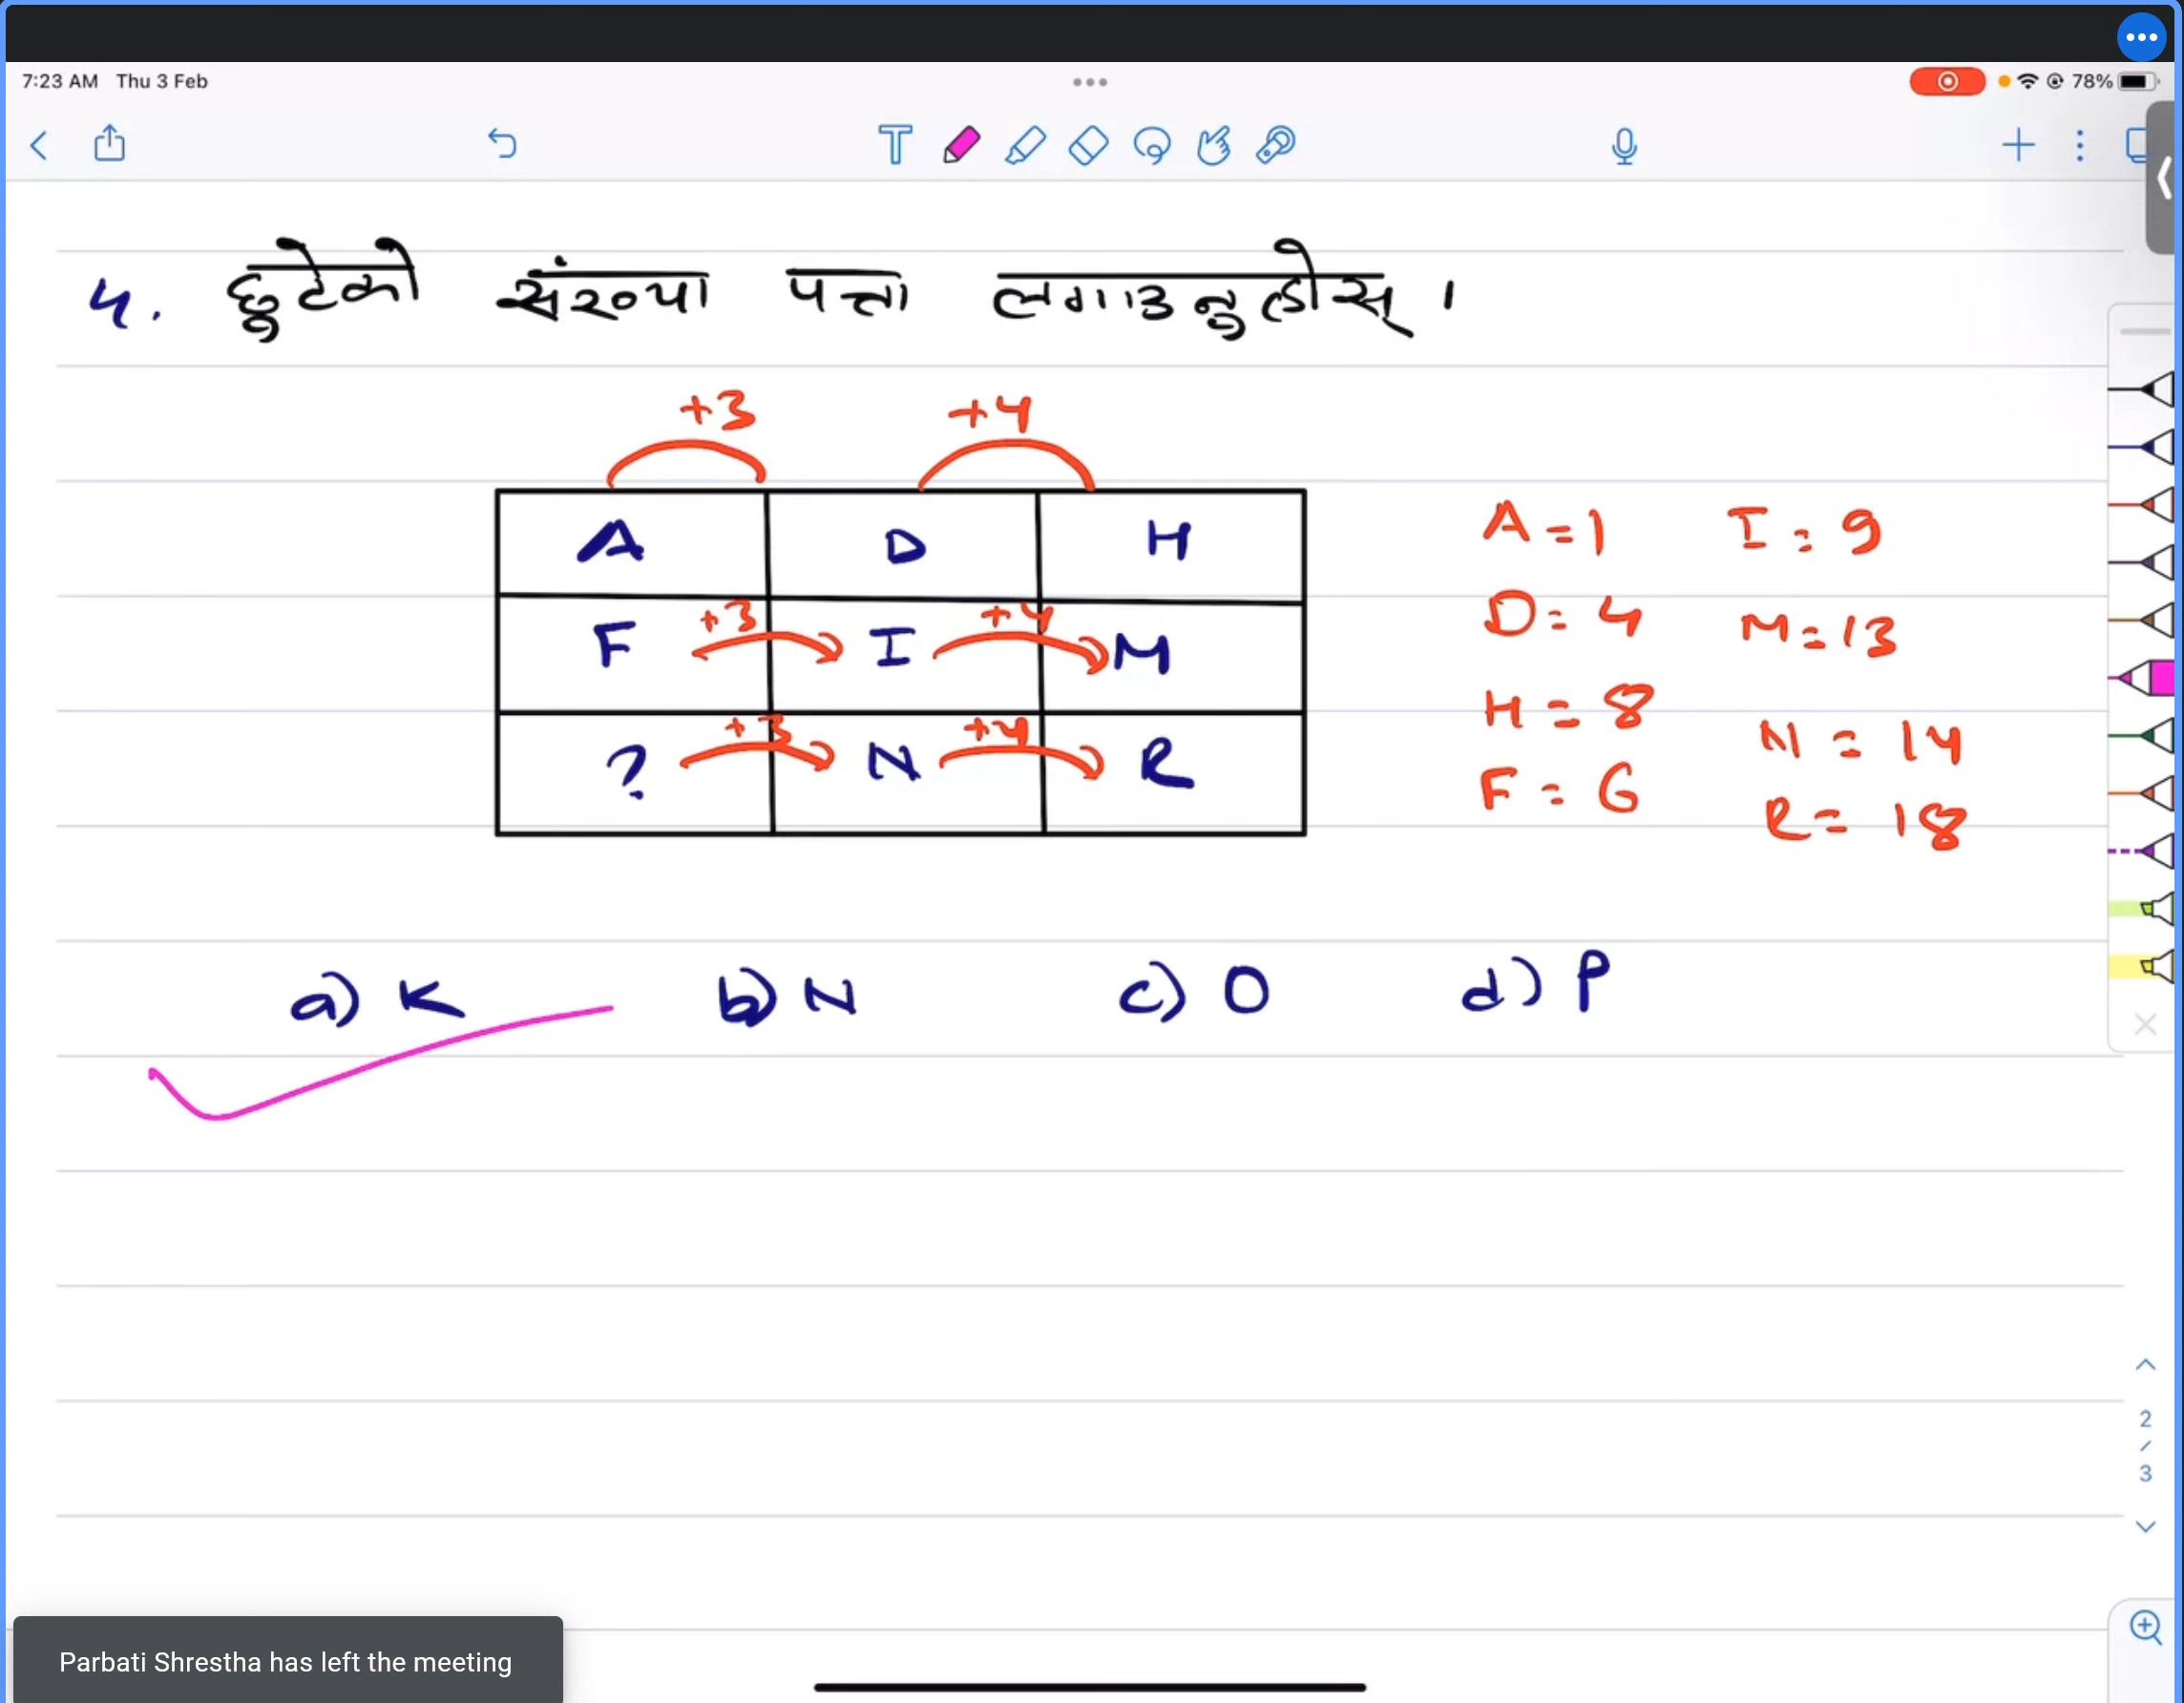 7:23 AM Thu 3 Feb
78%
५. छुटेको संख्या पत्ता लगाउनुहोस् ।
+3 +4
A D H
F +3 I +4 M
? +3 N +4 R
A = 1 I = 9
D = 4 M = 13
H = 8 N = 14
F = 6 R = 18
a) K b) N c) O d) P
2
/
3
Parbati Shrestha has left the meeting